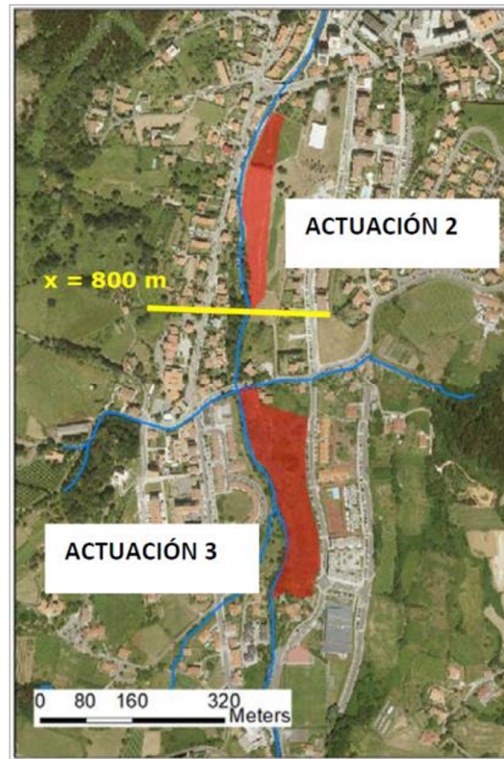 ACTUACIÓN 2
x = 800 m
ACTUACIÓN 3
0 80 160 320
Meters